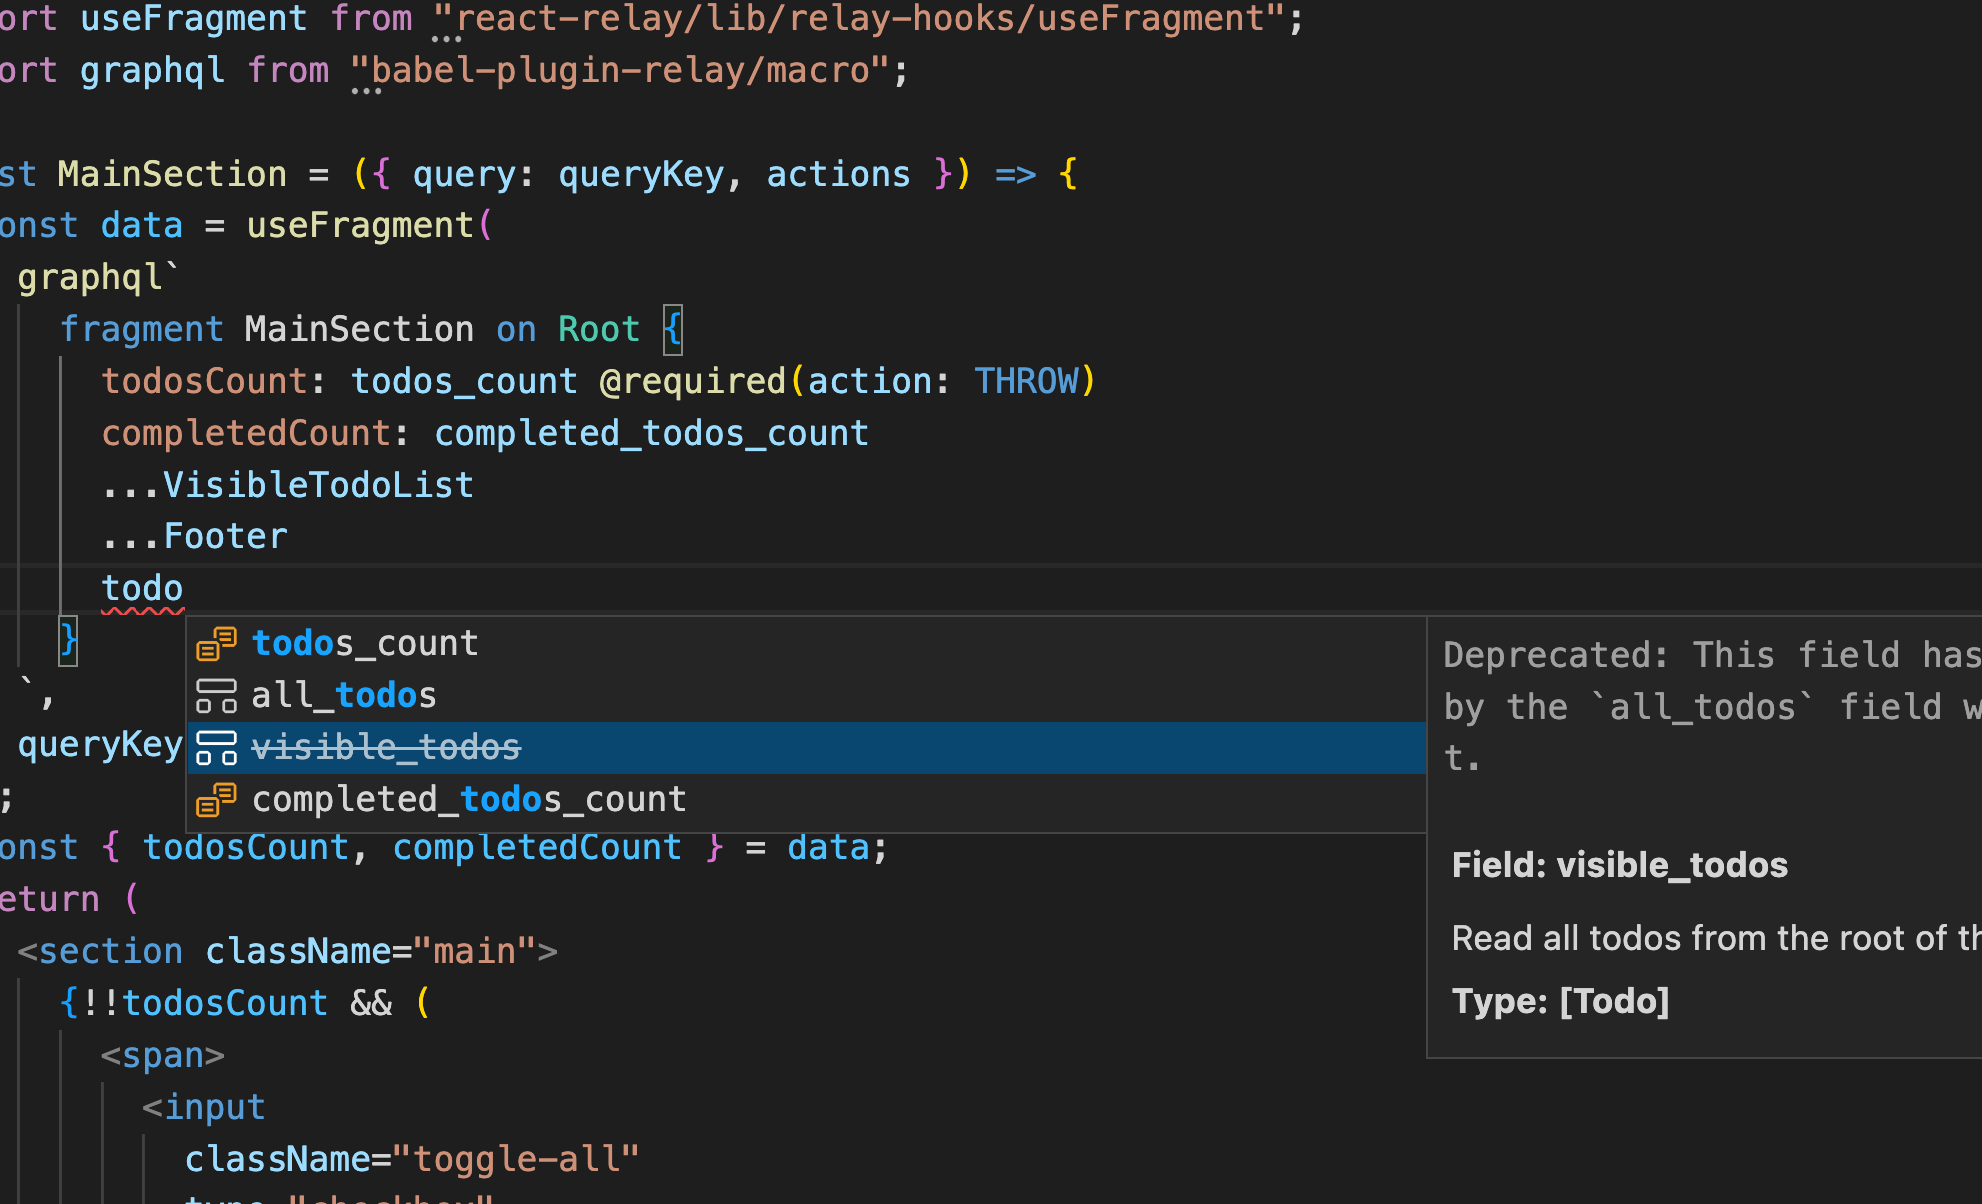 ort useFragment from "react-relay/lib/relay-hooks/useFragment";
ort graphql from "babel-plugin-relay/macro";
st MainSection = ({ query: queryKey, actions }) => {
onst data = useFragment(
graphql`
fragment MainSection on Root {
todosCount: todos_count @required(action: THROW)
completedCount: completed_todos_count
...VisibleTodoList
...Footer
todo
}
`,
queryKey
;
todos_count
all_todos
visible_todos
completed_todos_count
Deprecated: This field has
by the `all_todos` field w
t.
Field: visible_todos
Read all todos from the root of th
Type: [Todo]
onst { todosCount, completedCount } = data;
eturn (
<section className="main">
{!!todosCount && (
<span>
<input
className="toggle-all"
type="checkbox"